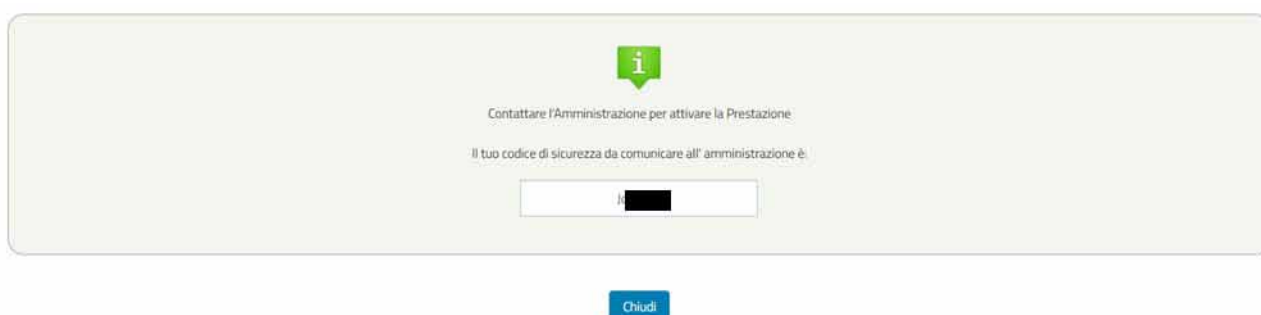 Contattare l'Amministrazione per attivare la Prestazione
Il tuo codice di sicurezza da comunicare all' amministrazione è:
Chiudi